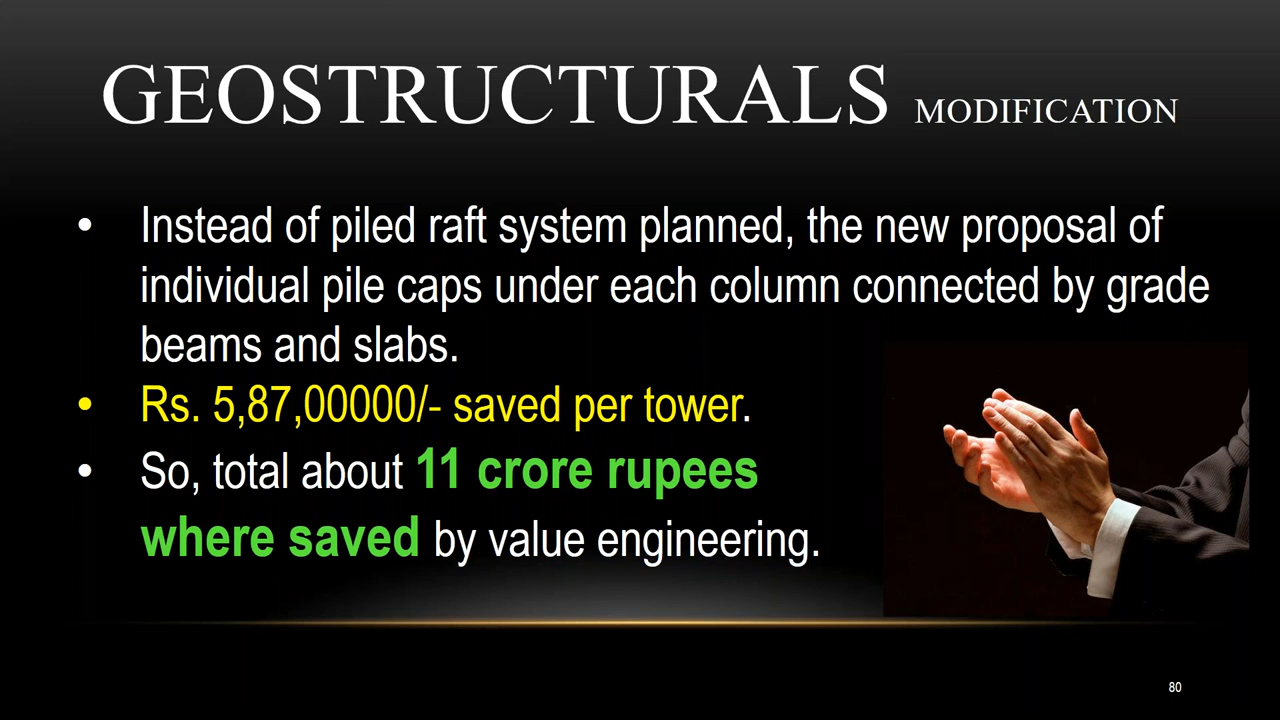 GEOSTRUCTURALS MODIFICATION
• Instead of piled raft system planned, the new proposal of
individual pile caps under each column connected by grade
beams and slabs.
• Rs. 5,87,00000/- saved per tower.
• So, total about 11 crore rupees
where saved by value engineering.
80